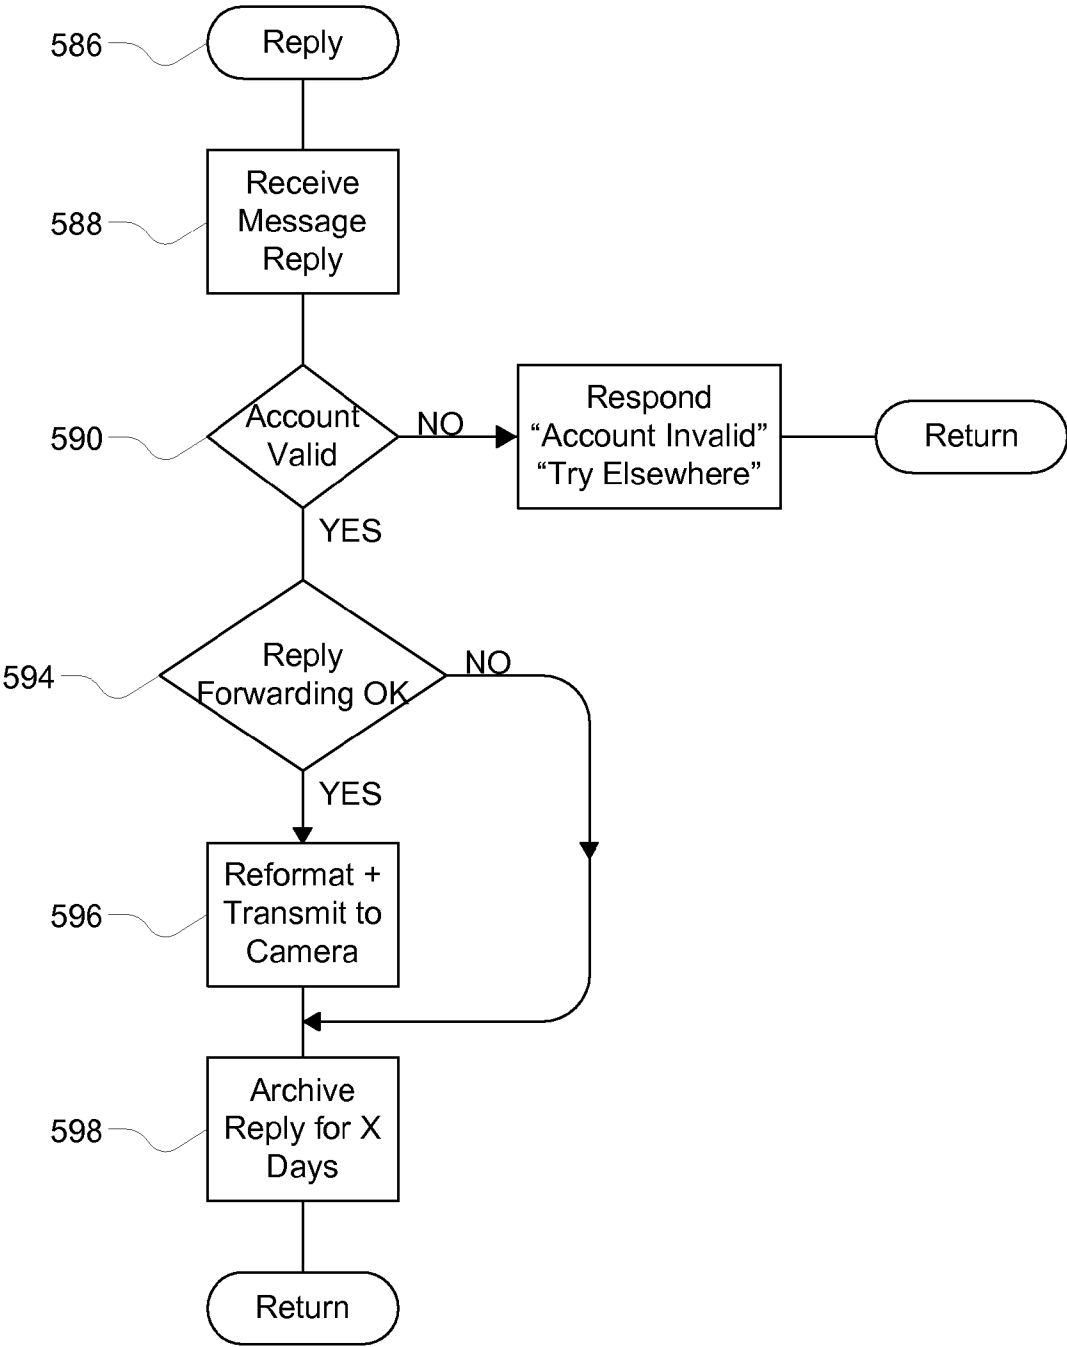 586
Reply
588
Receive
Message
Reply
590
Account
Valid
NO
Respond
“Account Invalid”
“Try Elsewhere”
Return
YES
594
Reply
Forwarding OK
NO
YES
596
Reformat +
Transmit to
Camera
598
Archive
Reply for X
Days
Return